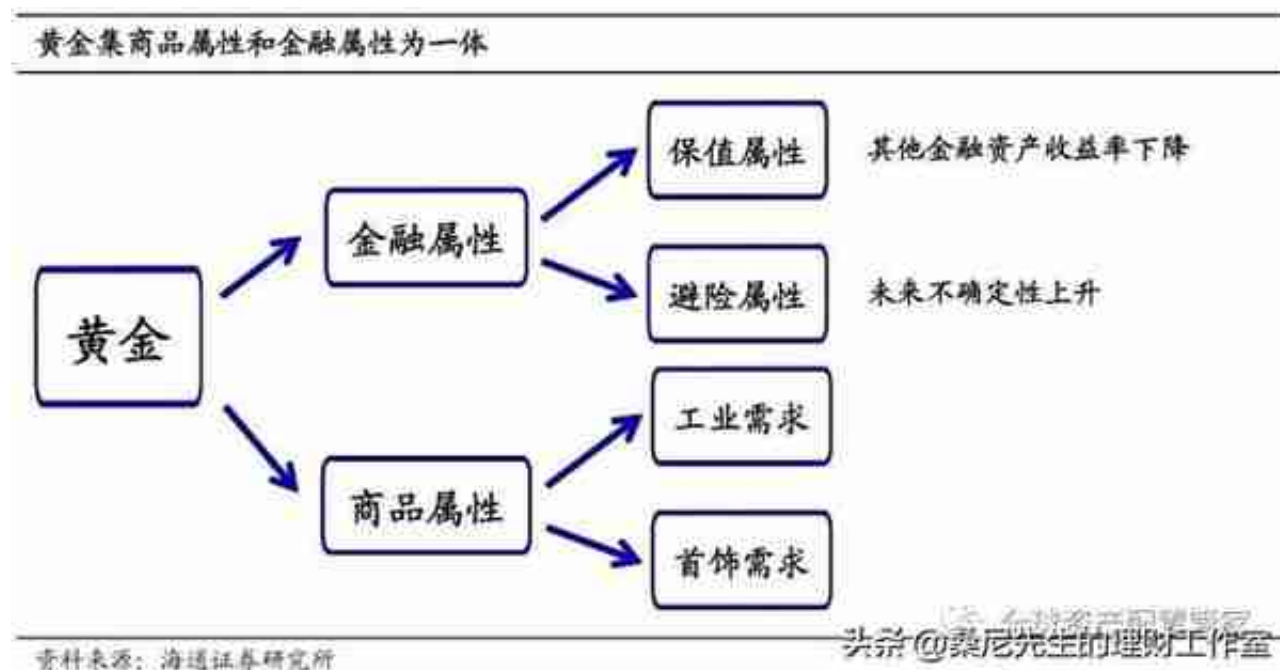 黄金集商品属性和金融属性为一体
保值属性
其他金融资产收益率下降
金融属性
避险属性
未来不确定性上升
黄金
工业需求
商品属性
首饰需求
头条@桑尼先生的理财工作室
资料来源：海通证券研究所